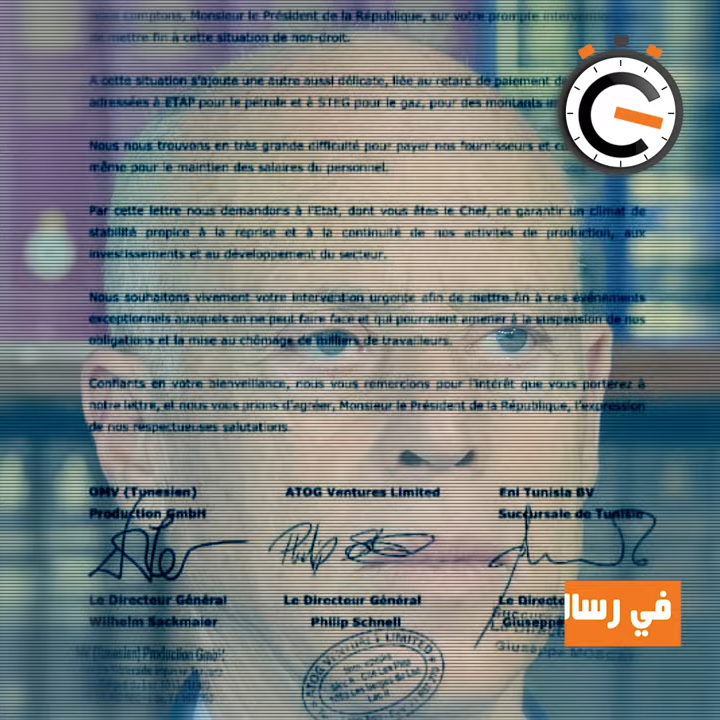 comptons, Monsieur le Président de la République, sur votre prompte
de mettre fin à cette situation de non-droit.
A cette situation s'ajoute une autre aussi délicate, liée au retard de paiement
adressées à ETAP pour le pétrole et à STEG pour le gaz, pour des montants
Nous nous trouvons en très grande difficulté pour payer nos fournisseurs et
même pour le maintien des salaires du personnel.
Par cette lettre nous demandons à l'Etat, dont vous êtes le Chef, de garantir un climat de
stabilité propice à la reprise et à la continuité de nos activités de production, aux
investissements et au développement du secteur.
Nous souhaitons vivement votre intervention urgente afin de mettre fin à ces événements
exceptionnels auxquels on ne peut faire face et qui pourraient amener à la suspension de nos
obligations et la mise au chômage de milliers de travailleurs.
Confiants en votre bienveillance, nous vous remercions pour l'intérêt que vous porterez à
notre lettre, et nous vous prions d'agréer, Monsieur le Président de la République, l'expression
de nos respectueuses salutations.
OMV (Tunesien) ATOG Ventures Limited Eni Tunisia BV
Production GmbH Succursale de Tunisie
Le Directeur Général Le Directeur Général Le
Wilhelm Sackmaier Philip Schnell Giuseppe
في رسال
(Tunesien) Production GmbH
ATOG VENTURES LIMITED